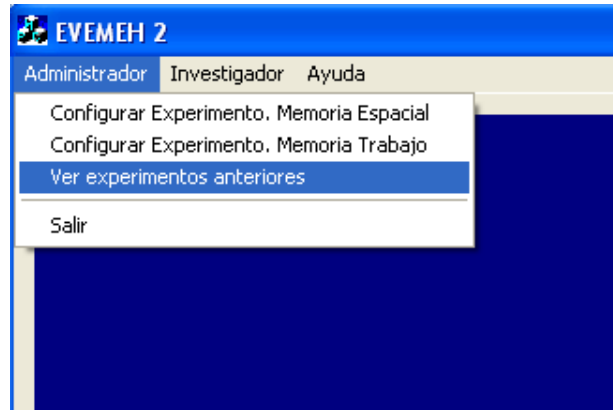 EVEMEH 2
Administrador Investigador Ayuda
Configurar Experimento. Memoria Espacial
Configurar Experimento. Memoria Trabajo
Ver experimentos anteriores
Salir